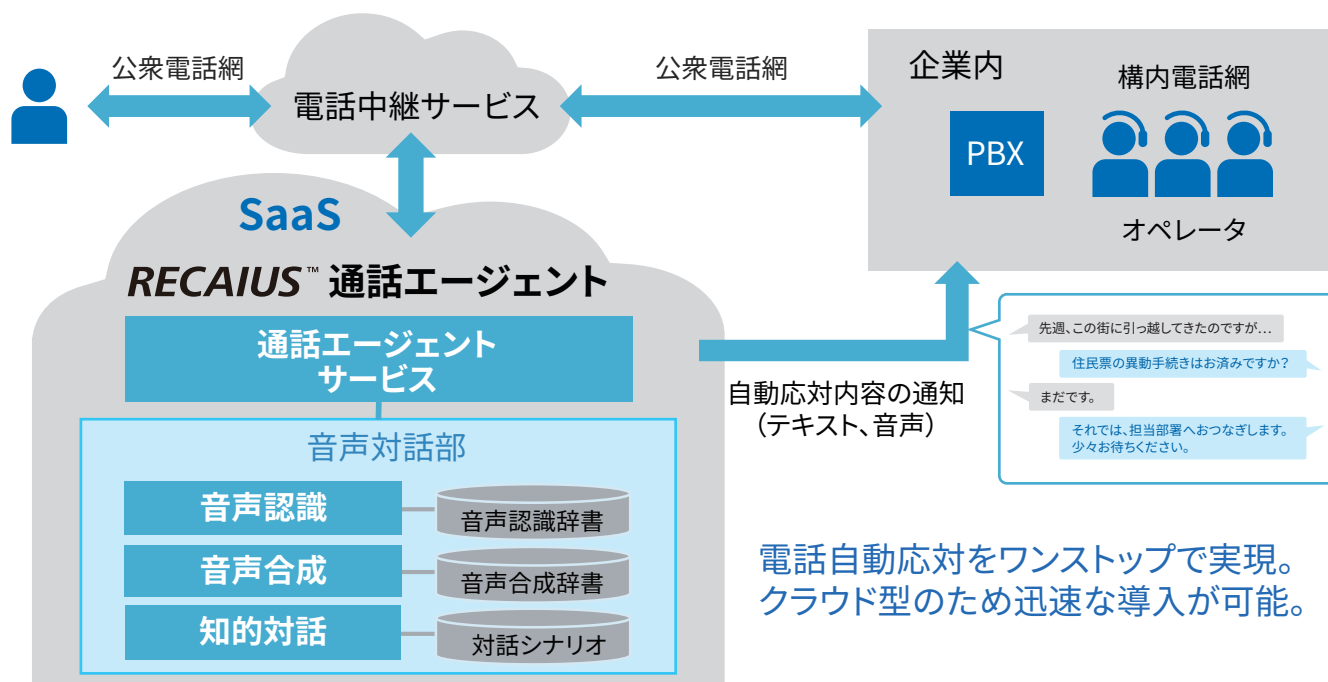 公衆電話網
電話中継サービス
公衆電話網
企業内
構内電話網
PBX
オペレータ
SaaS
RECAIUS™ 通話エージェント
通話エージェント
サービス
音声対話部
音声認識
音声認識辞書
音声合成
音声合成辞書
知的対話
対話シナリオ
自動応対内容の通知
（テキスト、音声）
先週、この街に引っ越してきたのですが…
住民票の異動手続きはお済みですか？
まだです。
それでは、担当部署へおつなぎします。
少々お待ちください。
電話自動応対をワンストップで実現。
クラウド型のため迅速な導入が可能。